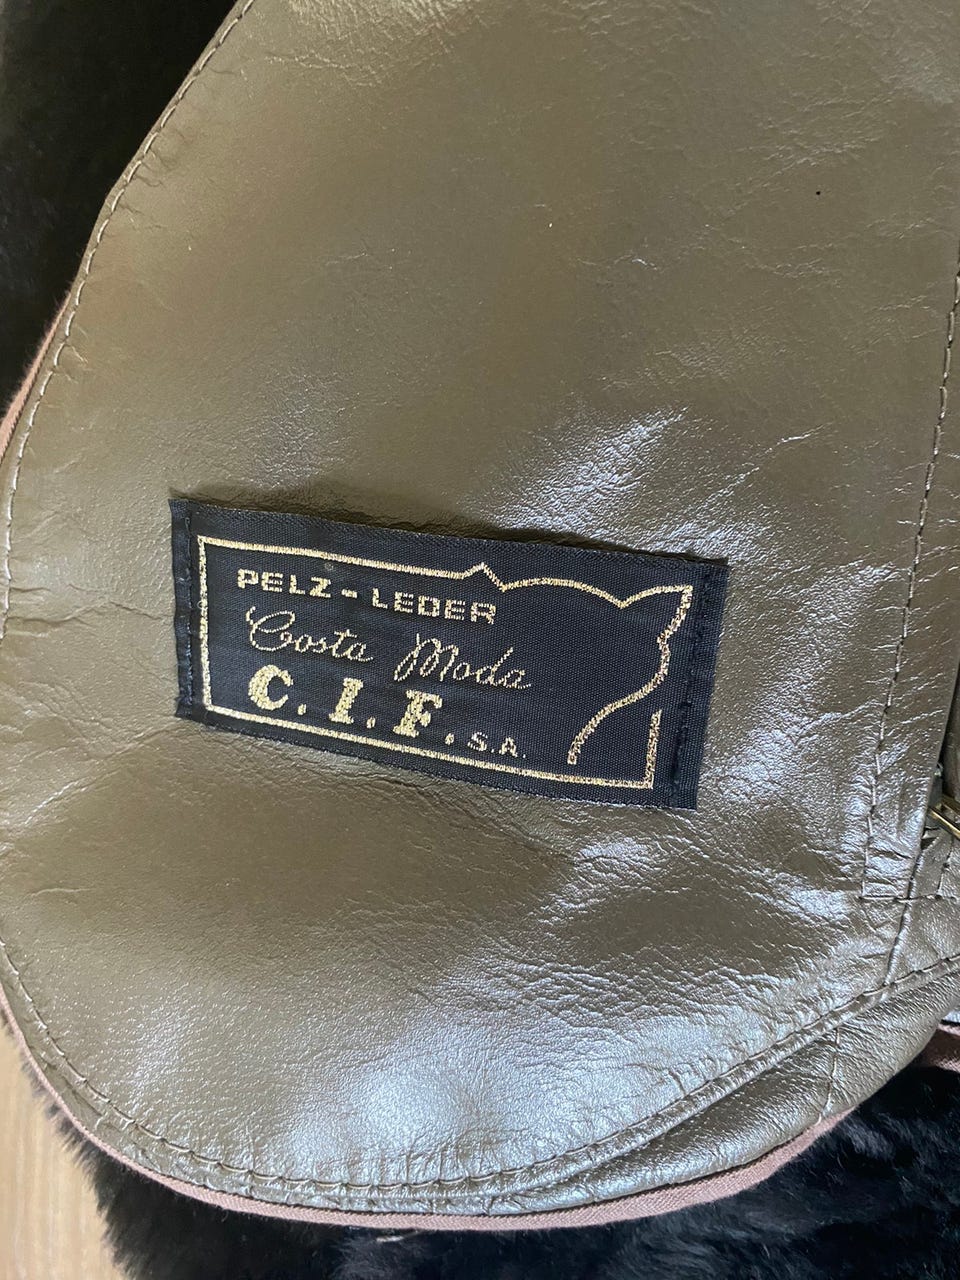 PELZ-LEDER
Costa Moda
C.I.F. S.A.